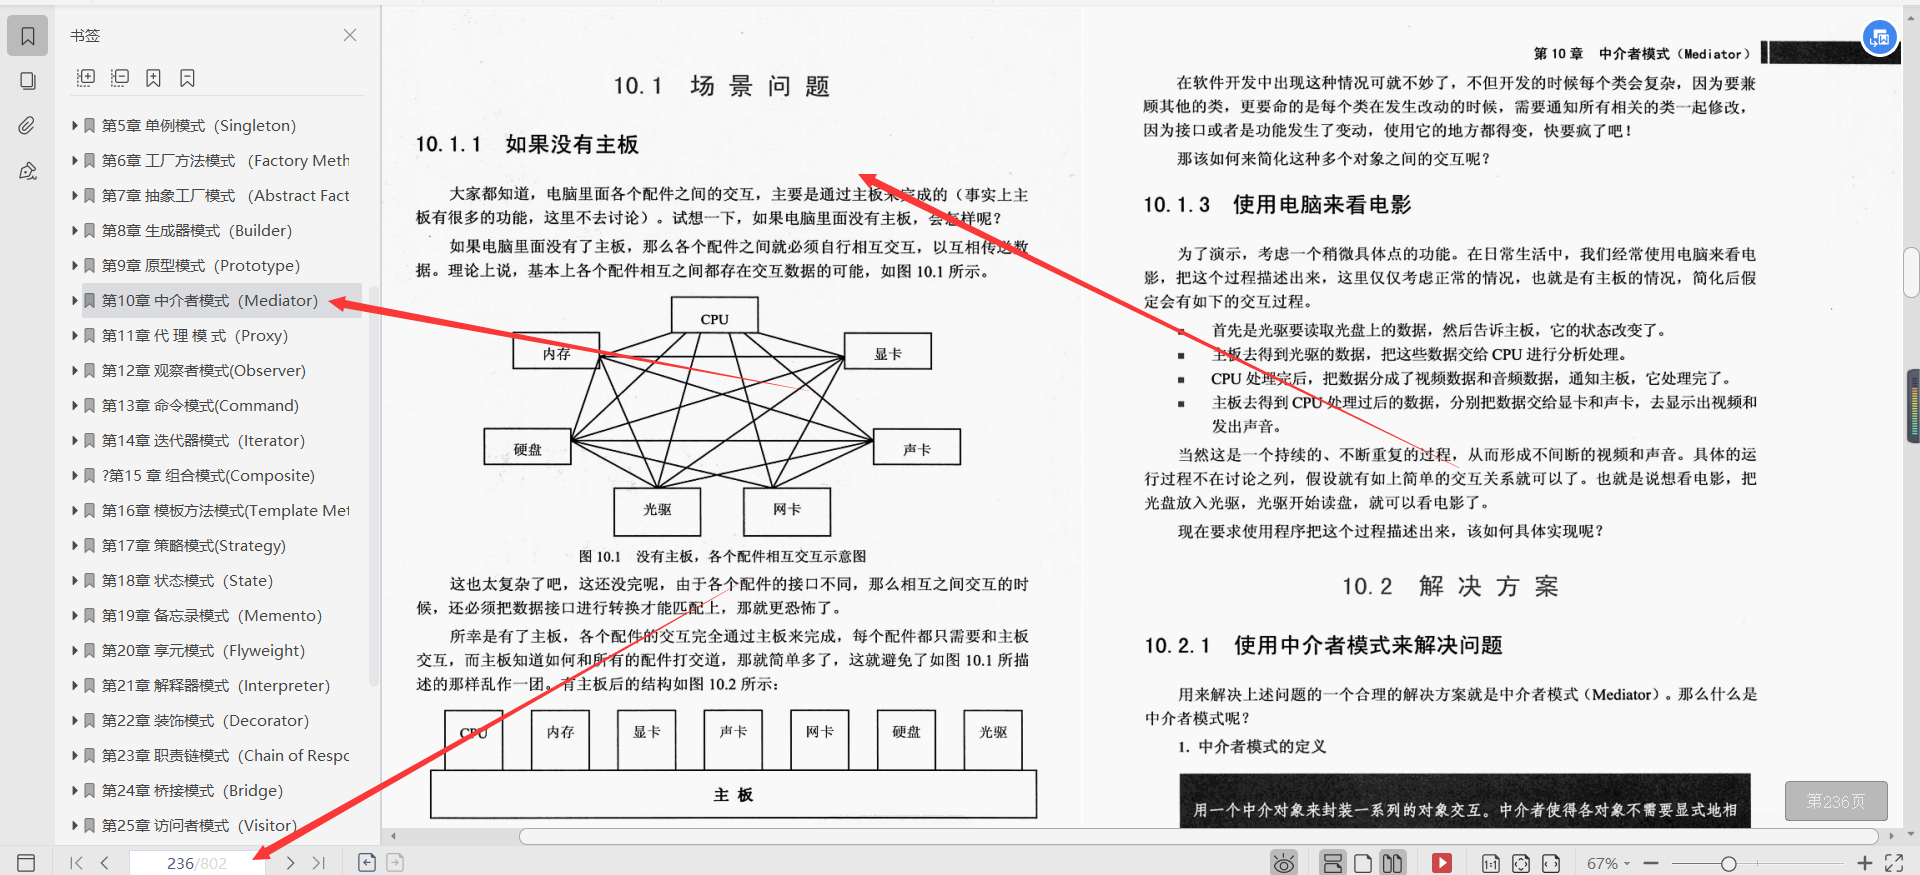 书签
第5章 单例模式（Singleton）
第6章 工厂方法模式 （Factory Meth
第7章 抽象工厂模式 （Abstract Fact
第8章 生成器模式（Builder）
第9章 原型模式（Prototype）
第10章 中介者模式（Mediator）
第11章 代 理 模 式（Proxy）
第12章 观察者模式(Observer)
第13章 命令模式(Command)
第14章 迭代器模式（Iterator）
?第15 章 组合模式(Composite)
第16章 模板方法模式(Template Met
第17章 策略模式(Strategy)
第18章 状态模式（State）
第19章 备忘录模式（Memento）
第20章 享元模式（Flyweight）
第21章 解释器模式（Interpreter）
第22章 装饰模式（Decorator）
第23章 职责链模式（Chain of Respo
第24章 桥接模式（Bridge）
第25章 访问者模式（Visitor）
10.1 场 景 问 题
10.1.1 如果没有主板
大家都知道，电脑里面各个配件之间的交互，主要是通过主板来完成的（事实上主
板有很多的功能，这里不去讨论）。试想一下，如果电脑里面没有主板，会怎样呢？
如果电脑里面没有了主板，那么各个配件之间就必须自行相互交互，以互相传送数
据。理论上说，基本上各个配件相互之间都存在交互数据的可能，如图 10.1 所示。
CPU
内存
显卡
硬盘
声卡
光驱
网卡
图 10.1 没有主板，各个配件相互交互示意图
这也太复杂了吧，这还没完呢，由于各个配件的接口不同，那么相互之间交互的时
候，还必须把数据接口进行转换才能匹配上，那就更恐怖了。
所幸是有了主板，各个配件的交互完全通过主板来完成，每个配件都只需要和主板
交互，而主板知道如何和所有的配件打交道，那就简单多了，这就避免了如图 10.1 所描
述的那样乱作一团。有主板后的结构如图 10.2 所示：
CPU 内存 显卡 声卡 网卡 硬盘 光驱
主 板
第 10 章 中介者模式（Mediator）
在软件开发中出现这种情况可就不妙了，不但开发的时候每个类会复杂，因为要兼
顾其他的类，更要命的是每个类在发生改动的时候，需要通知所有相关的类一起修改，
因为接口或者是功能发生了变动，使用它的地方都得变，快要疯了吧！
那该如何来简化这种多个对象之间的交互呢？
10.1.3 使用电脑来看电影
为了演示，考虑一个稍微具体点的功能。在日常生活中，我们经常使用电脑来看电
影，把这个过程描述出来，这里仅仅考虑正常的情况，也就是有主板的情况，简化后假
定会有如下的交互过程。
■ 首先是光驱要读取光盘上的数据，然后告诉主板，它的状态改变了。
■ 主板去得到光驱的数据，把这些数据交给 CPU 进行分析处理。
■ CPU 处理完后，把数据分成了视频数据和音频数据，通知主板，它处理完了。
■ 主板去得到 CPU 处理过后的数据，分别把数据交给显卡和声卡，去显示出视频和
发出声音。
当然这是一个持续的、不断重复的过程，从而形成不间断的视频和声音。具体的运
行过程不在讨论之列，假设就有如上简单的交互关系就可以了。也就是说想看电影，把
光盘放入光驱，光驱开始读盘，就可以看电影了。
现在要求使用程序把这个过程描述出来，该如何具体实现呢？
10.2 解 决 方 案
10.2.1 使用中介者模式来解决问题
用来解决上述问题的一个合理的解决方案就是中介者模式（Mediator）。那么什么是
中介者模式呢？
1. 中介者模式的定义
用一个中介对象来封装一系列的对象交互。中介者使得各对象不需要显式地相
第236页
236/802
1:1
67%